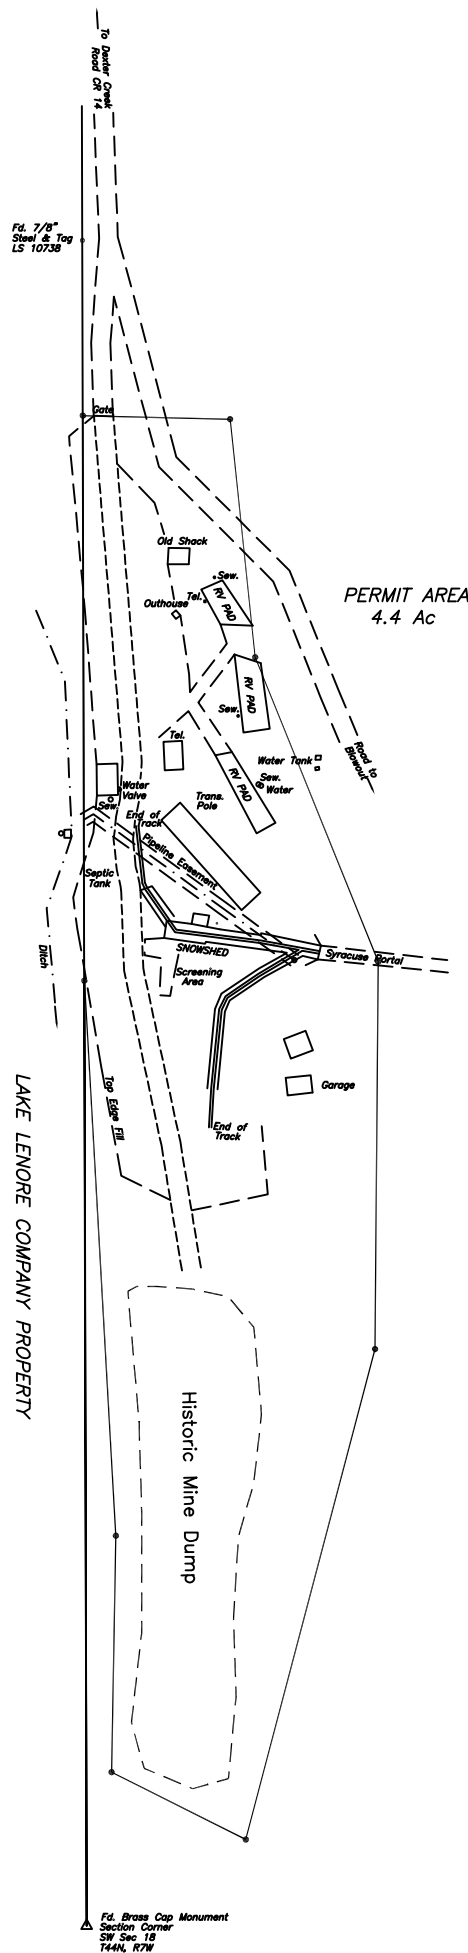 To Dexter Creek
Road CR 14
Fd. 7/8"
Steel & Tag
LS 10738
Gate
Old Shack
Sew.
Tel.
RV PAD
Outhouse
PERMIT AREA
4.4 Ac
RV PAD
Sew.
Tel.
Water Tank
Road to
Blowout
RV PAD
Sew.
Water
Water
Valve
Sew.
Trans.
Pole
End of
Track
Pipeline Easement
Septic
Tank
Ditch
SNOWSHED
Syracuse Portal
Screening
Area
Top Edge Fill
Garage
End of
Track
LAKE LENORE COMPANY PROPERTY
Historic Mine Dump
Fd. Brass Cap Monument
Section Corner
SW Sec 18
T44N, R7W